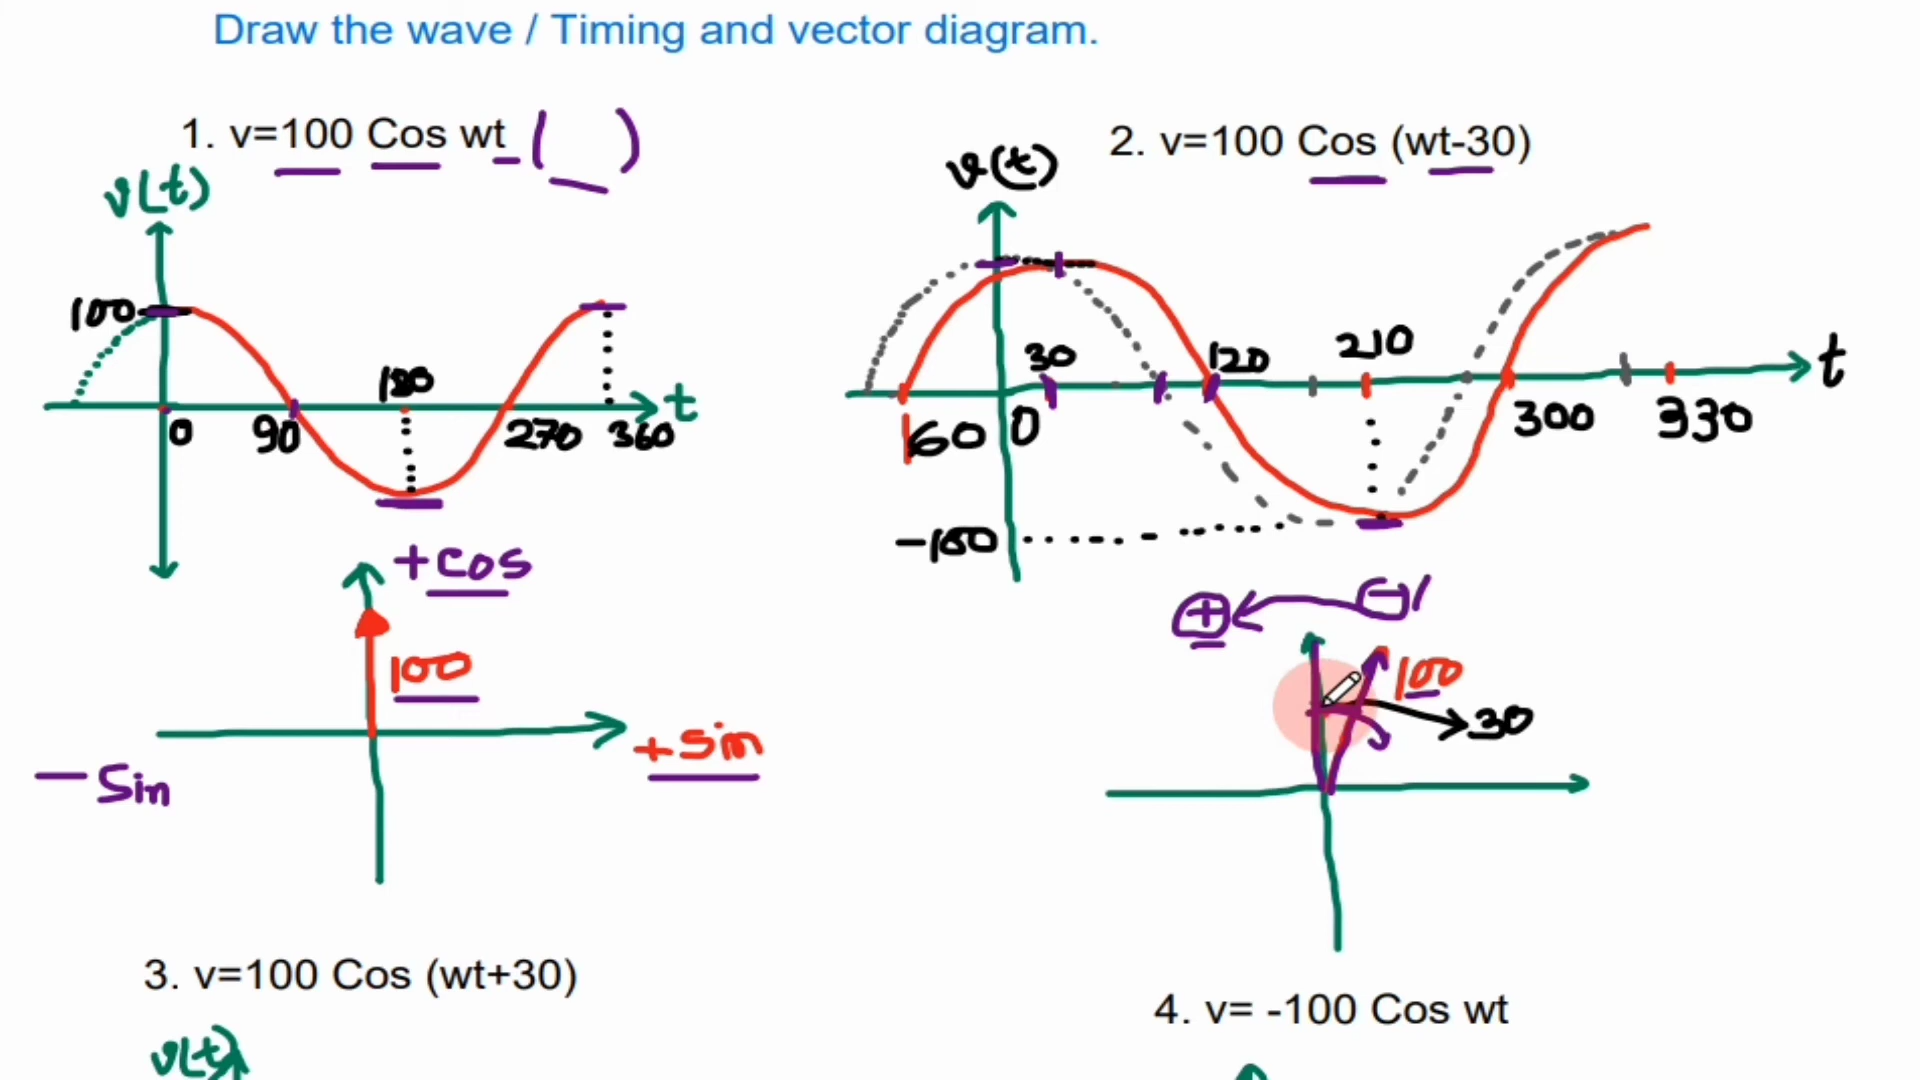 Draw the wave / Timing and vector diagram.
1. v=100 Cos wt - ( )
v(t)
100
180
t
0 90 270 360
+cos
100
+sin
- Sin
2. v=100 Cos (wt-30)
v(t)
30 120 210
t
60 0 300 330
-100
+ -
100
30
3. v=100 Cos (wt+30)
v(t)
4. v= -100 Cos wt